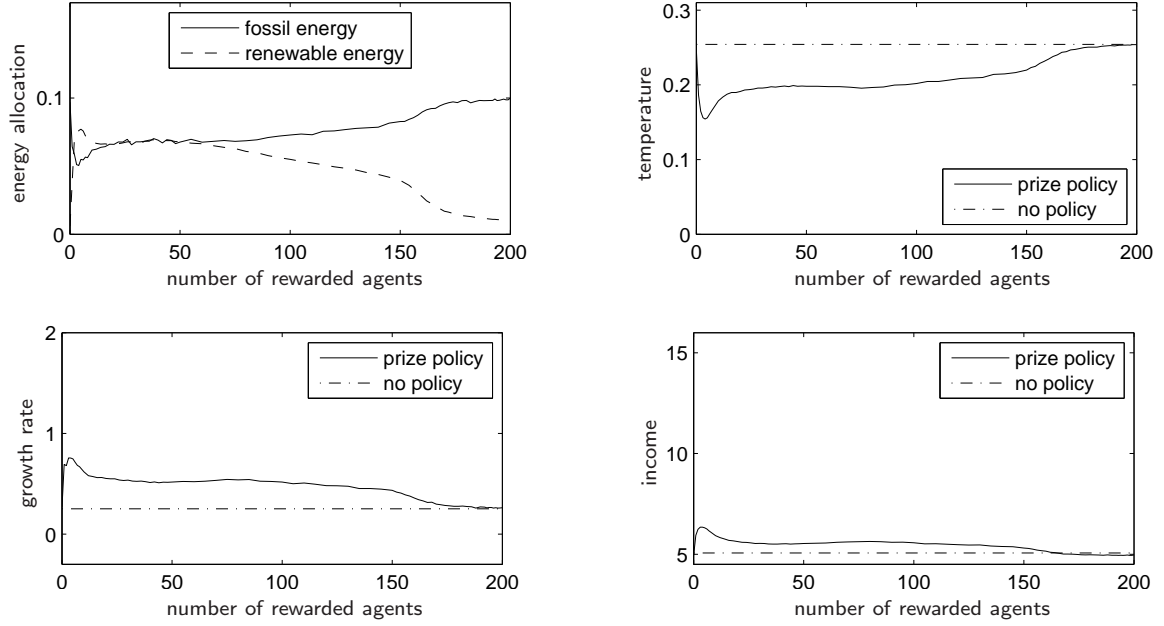 energy allocation
0.1
0
fossil energy
renewable energy
0 50 100 150 200
number of rewarded agents
temperature
0.3
0.2
0.1
0
prize policy
no policy
0 50 100 150 200
number of rewarded agents
growth rate
2
1
0
prize policy
no policy
0 50 100 150 200
number of rewarded agents
income
15
10
5
prize policy
no policy
0 50 100 150 200
number of rewarded agents